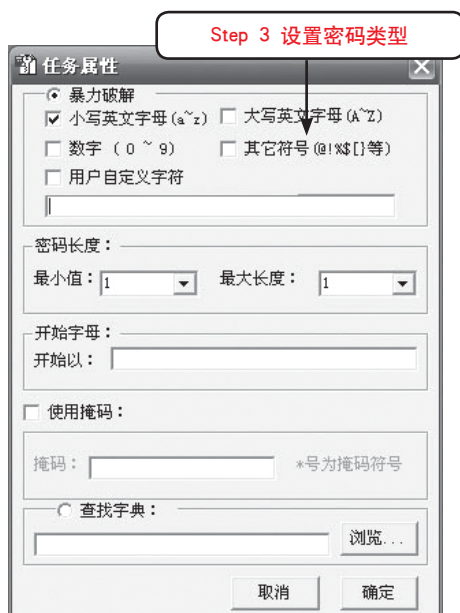 Step 3 设置密码类型
任务属性
暴力破解
小写英文字母(a~z) 大写英文字母(A~Z)
数字 ( 0 ~ 9) 其它符号(@!%$[}等)
用户自定义字符
密码长度：
最小值： 1 最大长度： 1
开始字母：
开始以：
使用掩码：
掩码： *号为掩码符号
查找字典：
浏览...
取消 确定